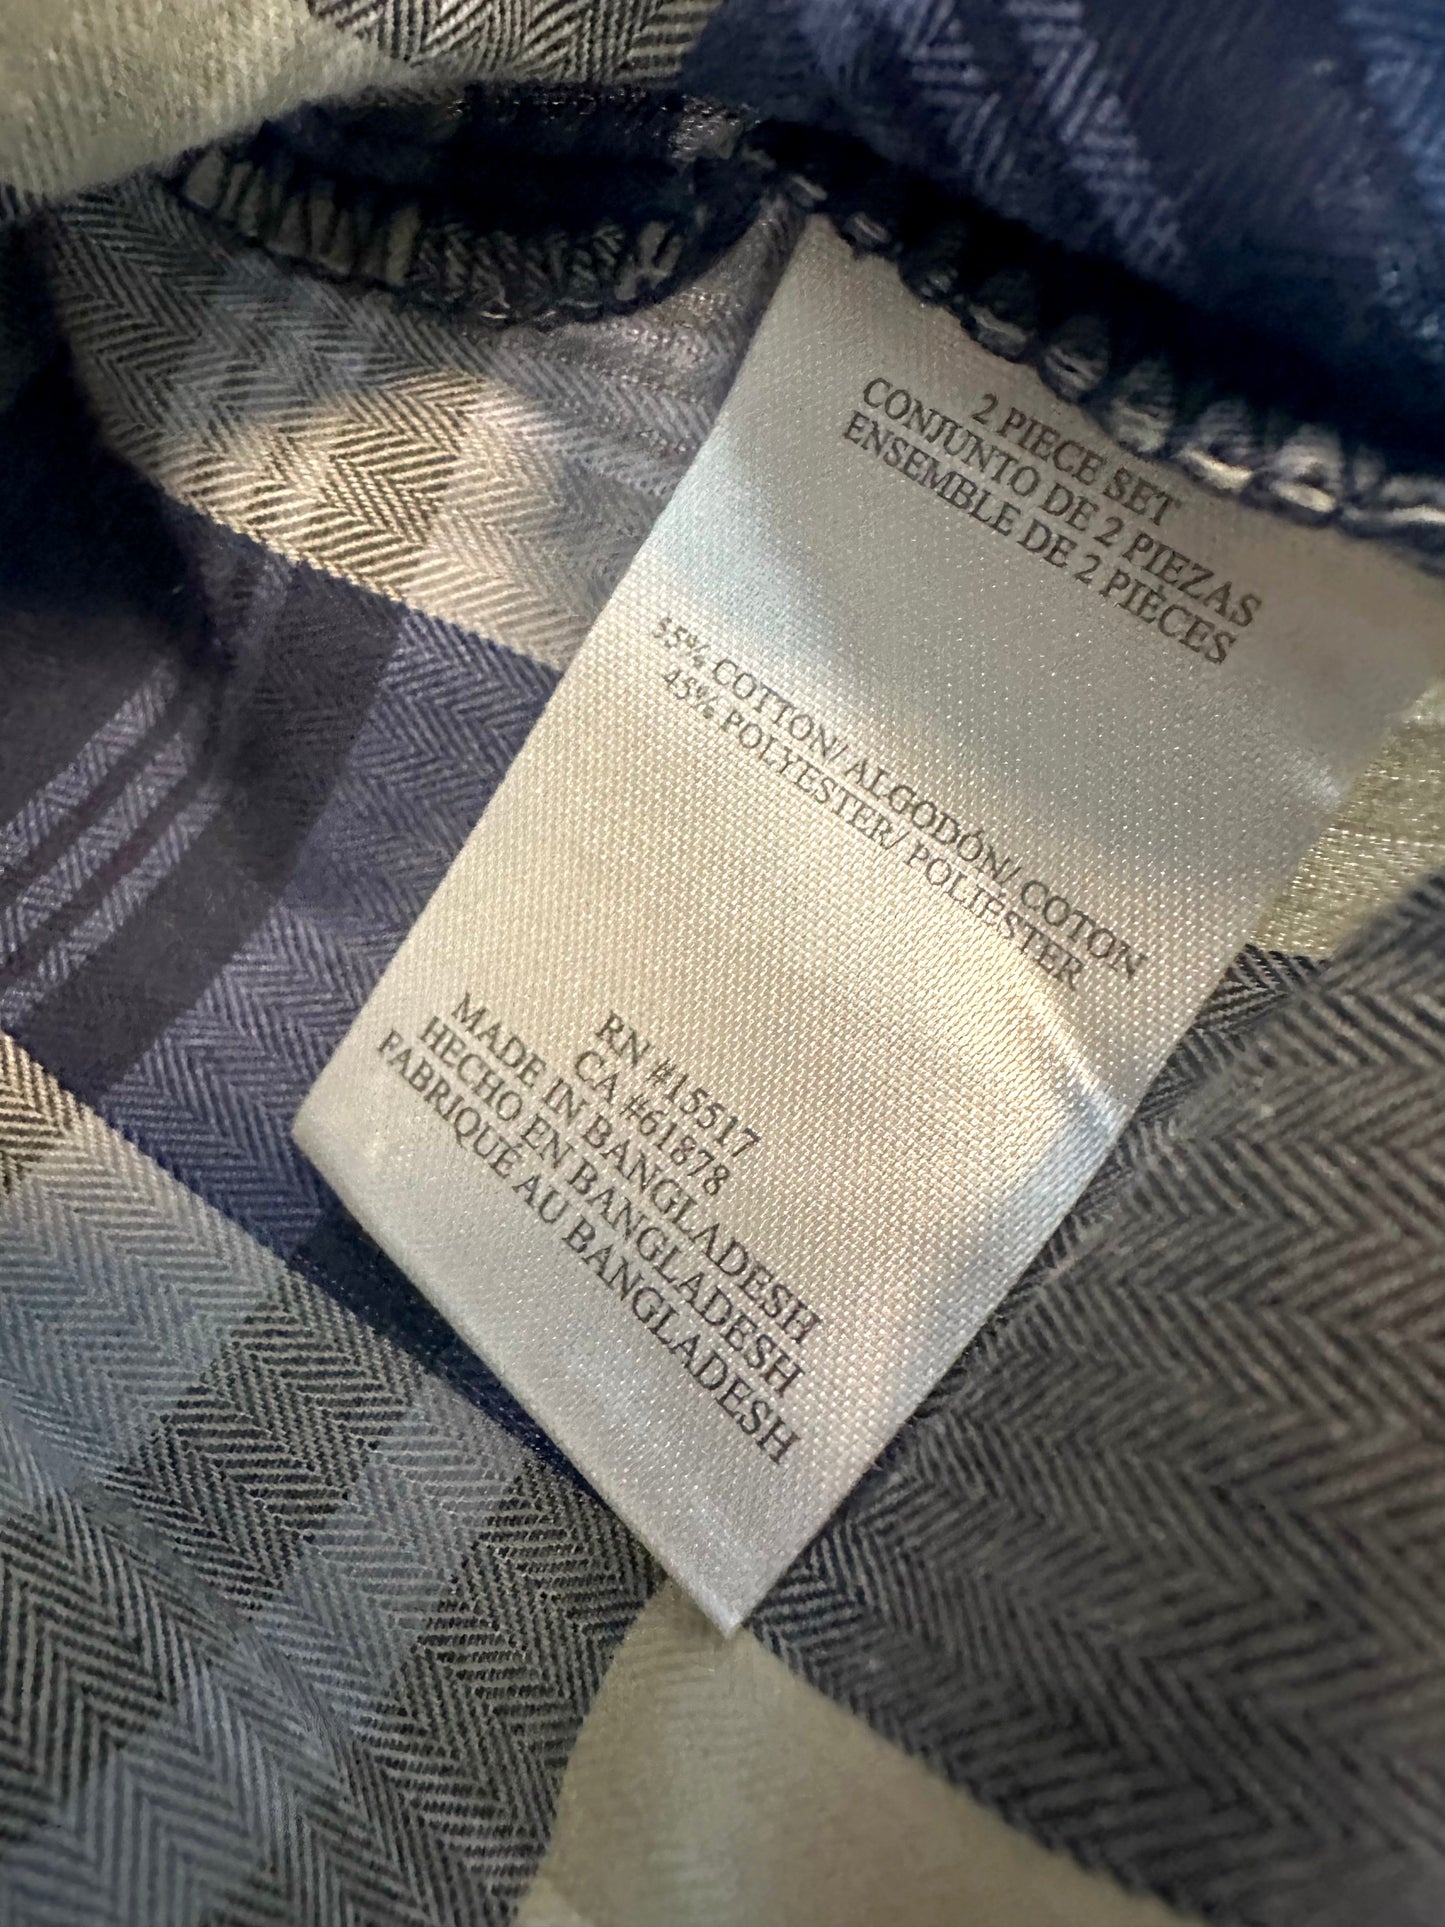 2 PIECE SET
CONJUNTO DE 2 PIEZAS
ENSEMBLE DE 2 PIÈCES
55% COTTON/ ALGODÓN/ COTON
45% POLYESTER/ POLIÉSTER
RN #15517
CA #61878
MADE IN BANGLADESH
HECHO EN BANGLADESH
FABRIQUÉ AU BANGLADESH